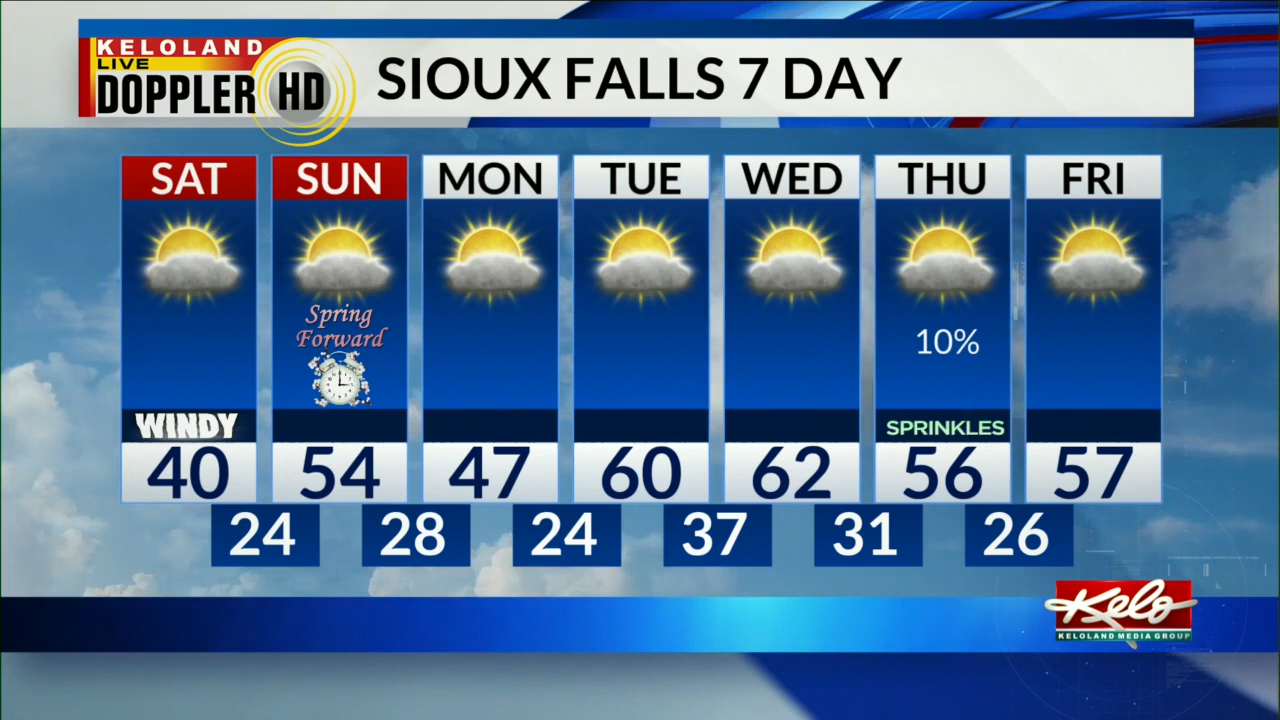 KELOLAND
LIVE
DOPPLER HD
SIOUX FALLS 7 DAY
SAT SUN MON TUE WED THU FRI
Spring
Forward
10%
WINDY SPRINKLES
40 54 47 60 62 56 57
24 28 24 37 31 26
Kelo
KELOLAND MEDIA GROUP